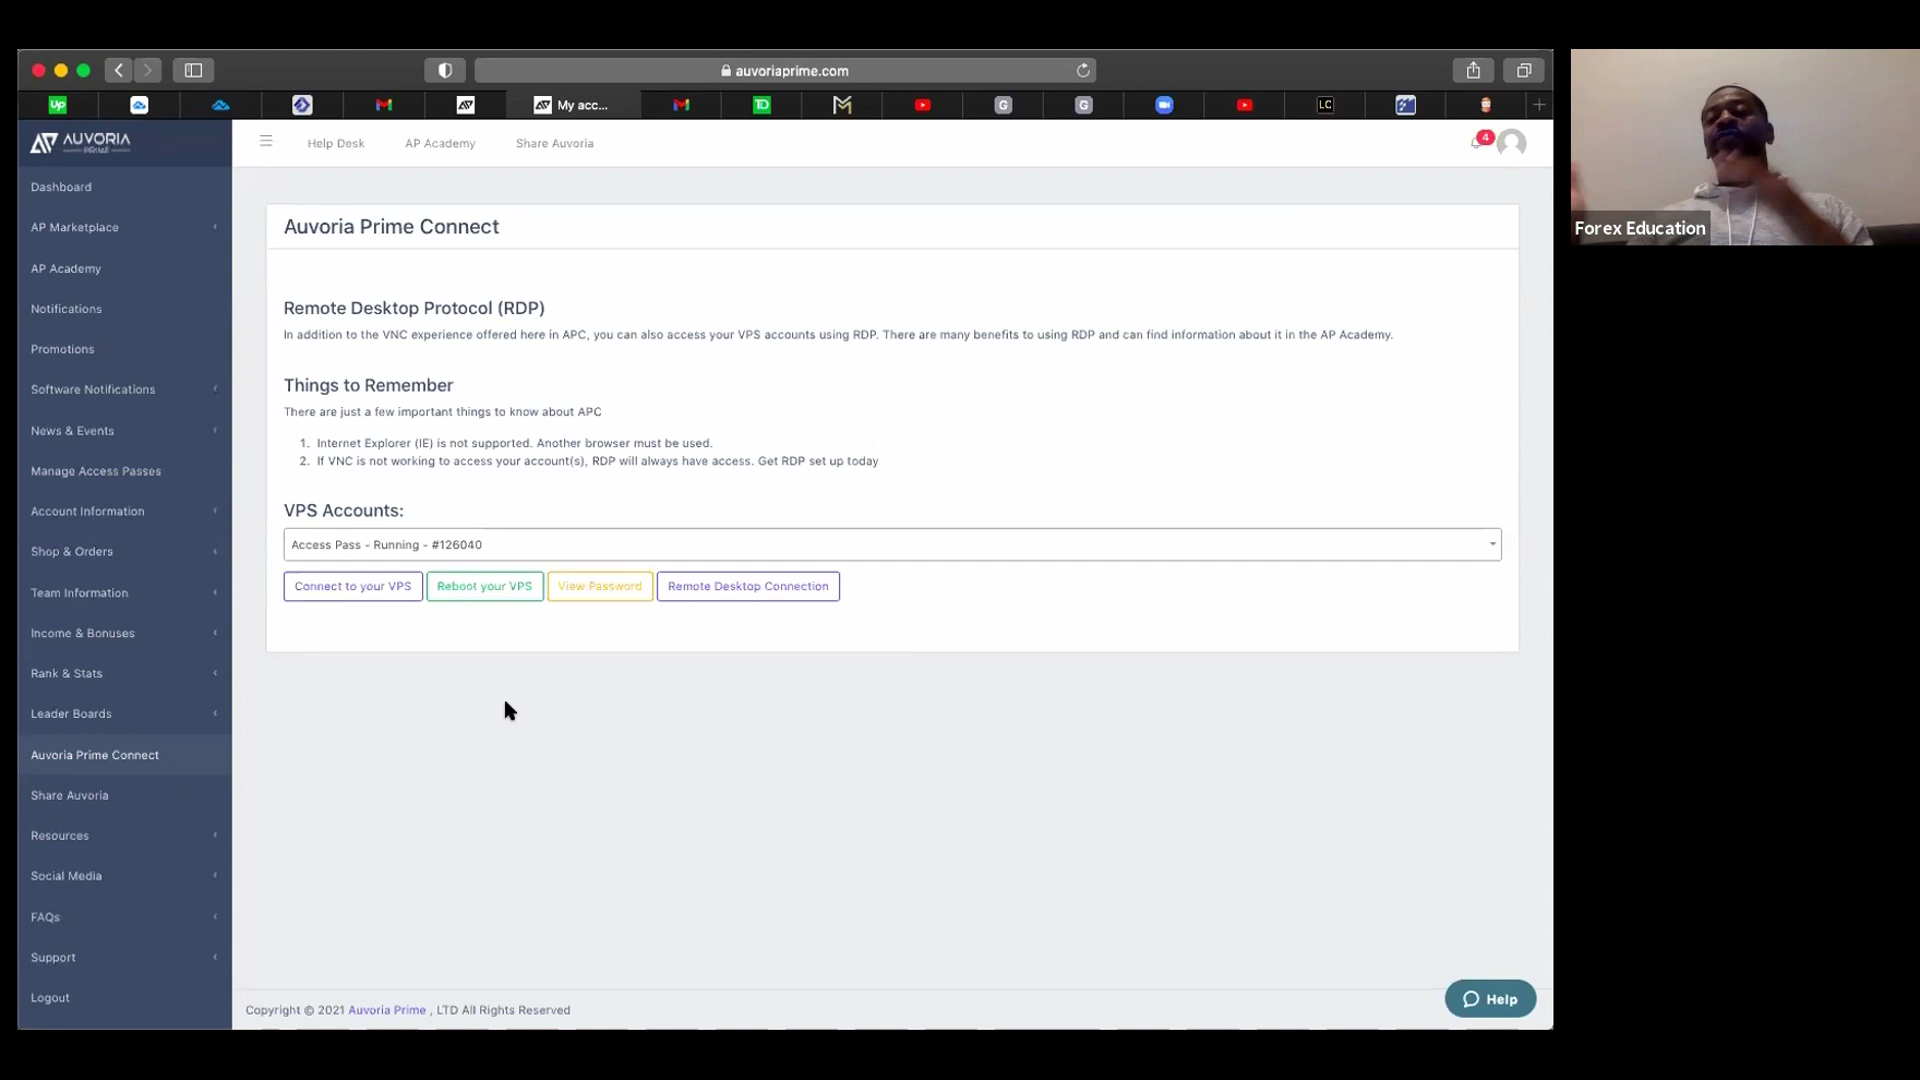 auvoriaprime.com
Up
My acc...
TD
G
G
LC
AUVORIA
PRIME
Help Desk
AP Academy
Share Auvoria
4
Forex Education
Dashboard
AP Marketplace
AP Academy
Notifications
Promotions
Software Notifications
News & Events
Manage Access Passes
Account Information
Shop & Orders
Team Information
Income & Bonuses
Rank & Stats
Leader Boards
Auvoria Prime Connect
Share Auvoria
Resources
Social Media
FAQs
Support
Logout
Auvoria Prime Connect
Remote Desktop Protocol (RDP)
In addition to the VNC experience offered here in APC, you can also access your VPS accounts using RDP. There are many benefits to using RDP and can find information about it in the AP Academy.
Things to Remember
There are just a few important things to know about APC
1. Internet Explorer (IE) is not supported. Another browser must be used.
2. If VNC is not working to access your account(s), RDP will always have access. Get RDP set up today
VPS Accounts:
Access Pass - Running - #126040
Connect to your VPS
Reboot your VPS
View Password
Remote Desktop Connection
Copyright © 2021 Auvoria Prime , LTD All Rights Reserved
Help